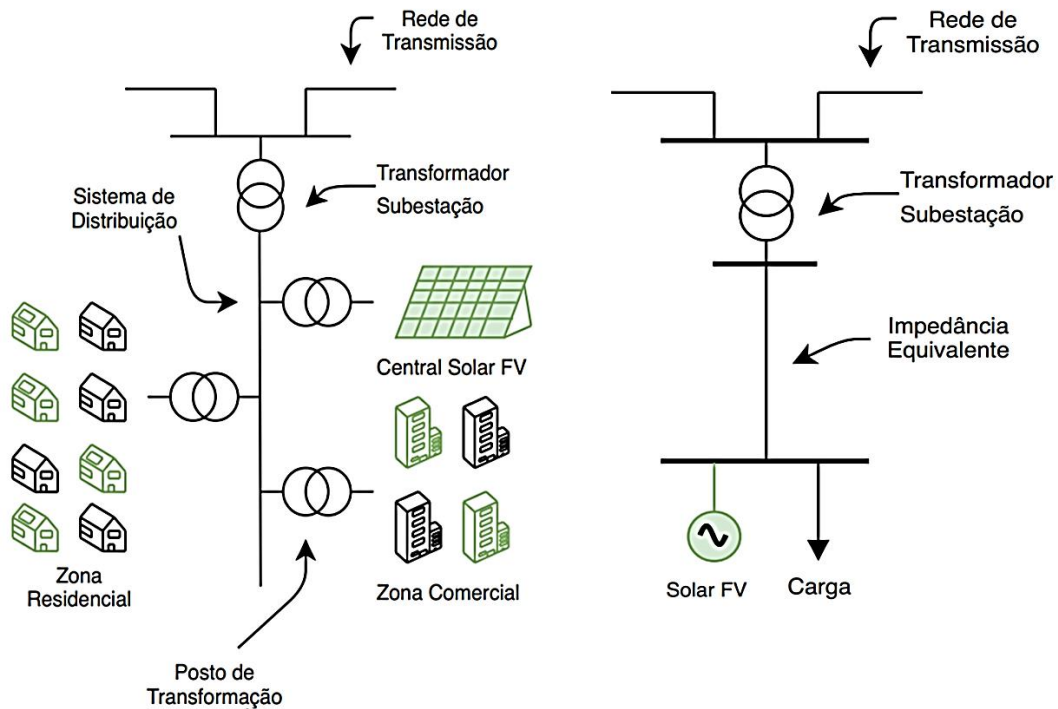 Rede de
Transmissão
Transformador
Subestação
Sistema de
Distribuição
Central Solar FV
Zona
Residencial
Zona Comercial
Posto de
Transformação
Rede de
Transmissão
Transformador
Subestação
Impedância
Equivalente
Solar FV
Carga